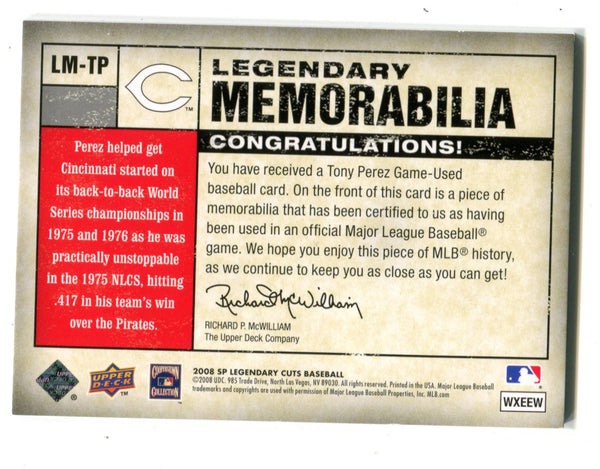 LM-TP
C
™
LEGENDARY
MEMORABILIA
CONGRATULATIONS!
Perez helped get
Cincinnati started on
its back-to-back World
Series championships in
1975 and 1976 as he was
practically unstoppable
in the 1975 NLCS, hitting
.417 in his team's win
over the Pirates.
You have received a Tony Perez Game-Used
baseball card. On the front of this card is a piece of
memorabilia that has been certified to us as having
been used in an official Major League Baseball®
game. We hope you enjoy this piece of MLB® history,
as we continue to keep you as close as you can get!
Richard McWilliam
RICHARD P. McWILLIAM
The Upper Deck Company
®
UPPER
DECK
™
COOPERSTOWN
COLLECTION
2008 SP LEGENDARY CUTS BASEBALL
©2008 UDC. 985 Trade Drive, North Las Vegas, NV 89030. All rights reserved. Printed in the USA. Major League Baseball
trademarks and copyrights are used with permission of Major League Baseball Properties, Inc. MLB.com
WXEEW